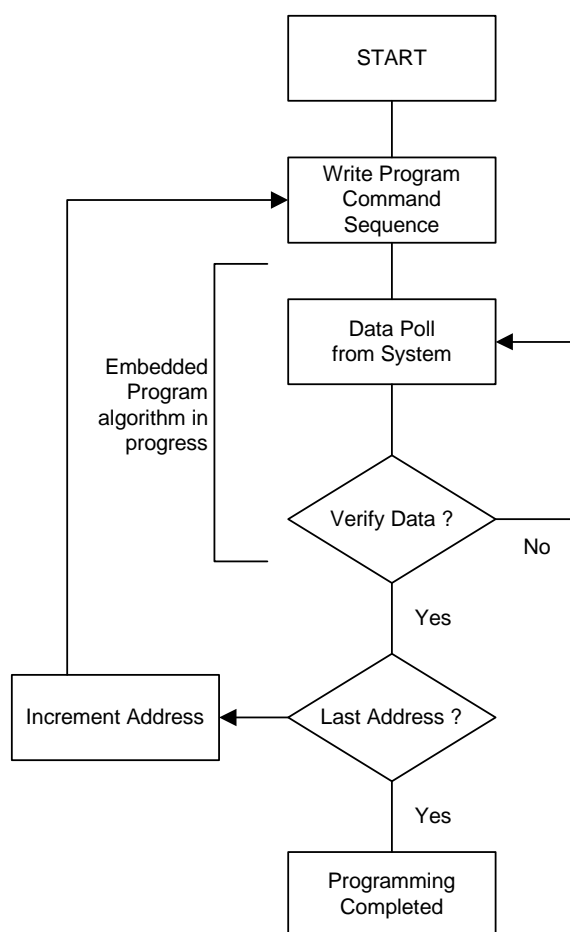 START
Write Program
Command
Sequence
Data Poll
from System
Embedded
Program
algorithm in
progress
Verify Data ?
No
Yes
Increment Address
Last Address ?
Yes
Programming
Completed